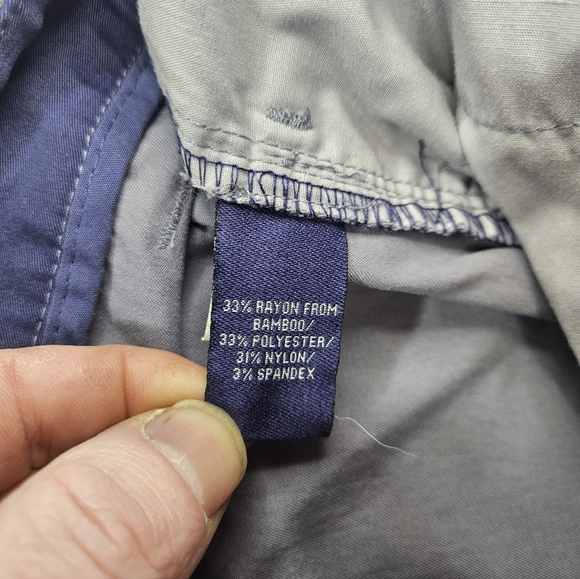 33% RAYON FROM
BAMBOO/
33% POLYESTER/
31% NYLON/
3% SPANDEX